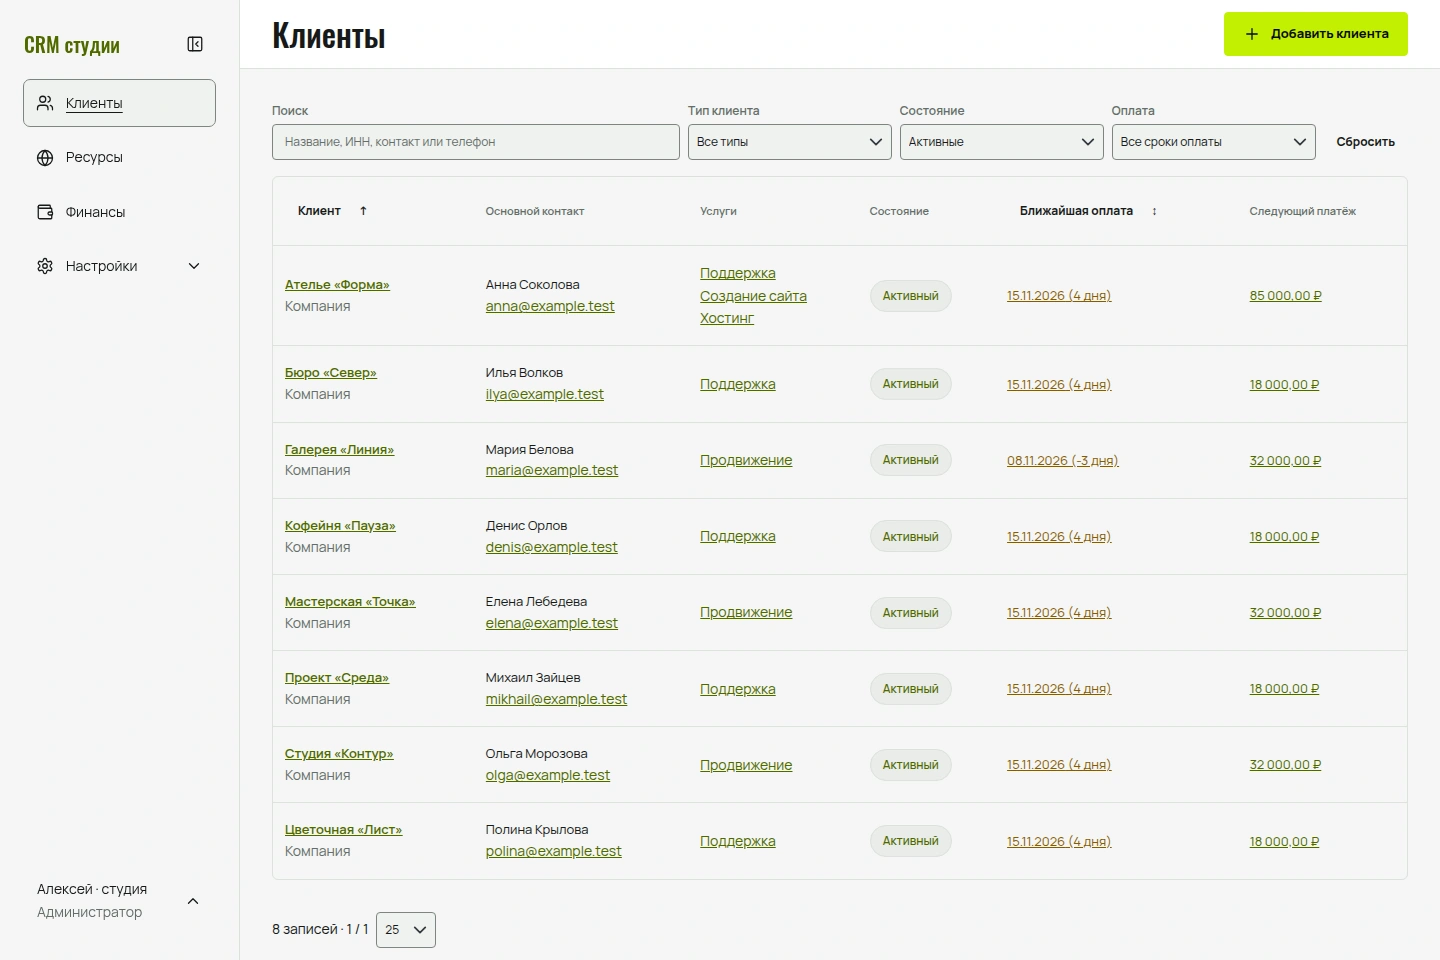 CRM студии
Клиенты
Ресурсы
Финансы
Настройки
Алексей · студия
Администратор
Клиенты
Добавить клиента
Поиск
Тип клиента
Состояние
Оплата
Название, ИНН, контакт или телефон
Все типы
Активные
Все сроки оплаты
Сбросить
Клиент ↑
Основной контакт
Услуги
Состояние
Ближайшая оплата ↕
Следующий платёж
Ателье «Форма»
Компания
Анна Соколова
anna@example.test
Поддержка
Создание сайта
Хостинг
Активный
15.11.2026 (4 дня)
85 000,00 ₽
Бюро «Север»
Компания
Илья Волков
ilya@example.test
Поддержка
Активный
15.11.2026 (4 дня)
18 000,00 ₽
Галерея «Линия»
Компания
Мария Белова
maria@example.test
Продвижение
Активный
08.11.2026 (-3 дня)
32 000,00 ₽
Кофейня «Пауза»
Компания
Денис Орлов
denis@example.test
Поддержка
Активный
15.11.2026 (4 дня)
18 000,00 ₽
Мастерская «Точка»
Компания
Елена Лебедева
elena@example.test
Продвижение
Активный
15.11.2026 (4 дня)
32 000,00 ₽
Проект «Среда»
Компания
Михаил Зайцев
mikhail@example.test
Поддержка
Активный
15.11.2026 (4 дня)
18 000,00 ₽
Студия «Контур»
Компания
Ольга Морозова
olga@example.test
Продвижение
Активный
15.11.2026 (4 дня)
32 000,00 ₽
Цветочная «Лист»
Компания
Полина Крылова
polina@example.test
Поддержка
Активный
15.11.2026 (4 дня)
18 000,00 ₽
8 записей · 1 / 1
25